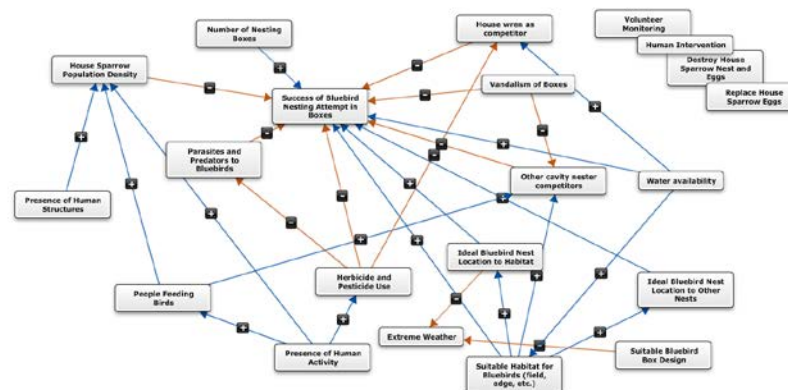 Number of Nesting
Boxes
House wren as
competitor
Volunteer
Monitoring
Human Intervention
Destroy House
Sparrow Nest and
Eggs
Replace House
Sparrow Eggs
House Sparrow
Population Density
Success of Bluebird
Nesting Attempt in
Boxes
Vandalism of Boxes
Parasites and
Predators to
Bluebirds
Other cavity nester
competitors
Water availability
Presence of Human
Structures
Ideal Bluebird Nest
Location to Habitat
Herbicide and
Pesticide Use
Ideal Bluebird Nest
Location to Other
Nests
People Feeding
Birds
Extreme Weather
Presence of Human
Activity
Suitable Bluebird
Box Design
Suitable Habitat for
Bluebirds (field,
edge, etc.)